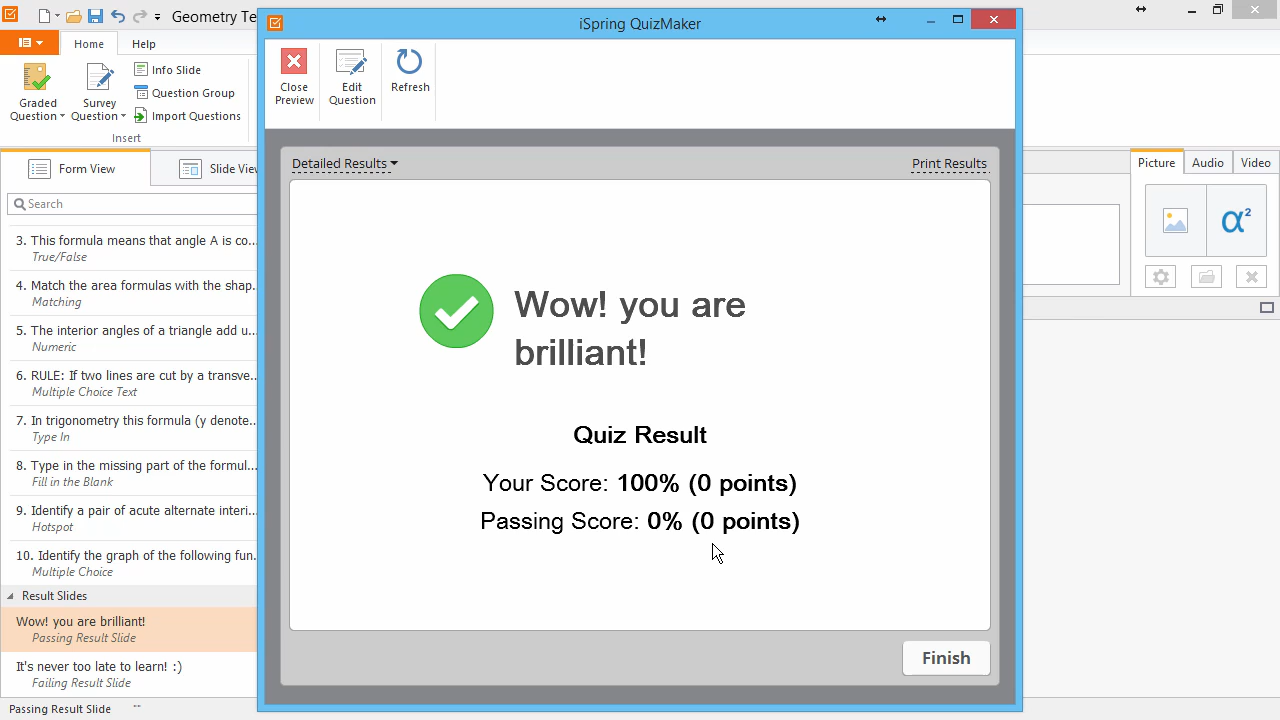 Geometry Te
iSpring QuizMaker
Home
Help
Graded
Question
Survey
Question
Info Slide
Question Group
Import Questions
Insert
Close
Preview
Edit
Question
Refresh
Form View
Slide View
Search
3. This formula means that angle A is co...
True/False
4. Match the area formulas with the shap...
Matching
5. The interior angles of a triangle add u...
Numeric
6. RULE: If two lines are cut by a transve...
Multiple Choice Text
7. In trigonometry this formula (y denote...
Type In
8. Type in the missing part of the formul...
Fill in the Blank
9. Identify a pair of acute alternate interi...
Hotspot
10. Identify the graph of the following fun...
Multiple Choice
Result Slides
Wow! you are brilliant!
Passing Result Slide
It's never too late to learn! :)
Failing Result Slide
Passing Result Slide
Detailed Results
Print Results
Wow! you are
brilliant!
Quiz Result
Your Score: 100% (0 points)
Passing Score: 0% (0 points)
Finish
Picture
Audio
Video
α²